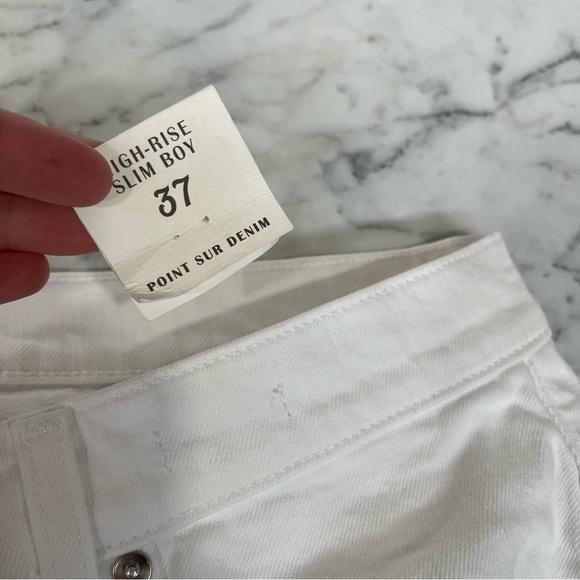 IGH-RISE
SLIM BOY
37
POINT SUR DENIM